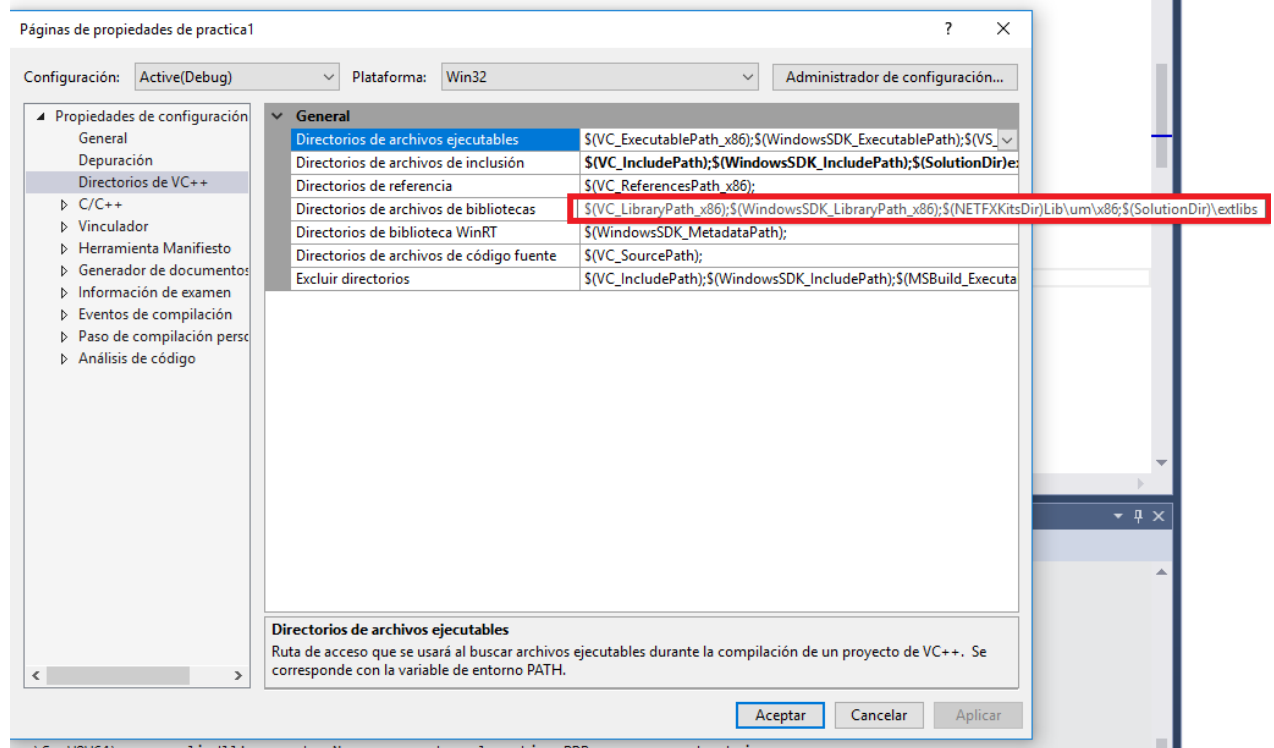 Páginas de propiedades de practica1
?
Configuración: Active(Debug) Plataforma: Win32 Administrador de configuración...
Propiedades de configuración
General
Depuración
Directorios de VC++
C/C++
Vinculador
Herramienta Manifiesto
Generador de documentos
Información de examen
Eventos de compilación
Paso de compilación perso
Análisis de código
General
Directorios de archivos ejecutables $(VC_ExecutablePath_x86);$(WindowsSDK_ExecutablePath);$(VS_
Directorios de archivos de inclusión $(VC_IncludePath);$(WindowsSDK_IncludePath);$(SolutionDir)e
Directorios de referencia $(VC_ReferencesPath_x86);
Directorios de archivos de bibliotecas $(VC_LibraryPath_x86);$(WindowsSDK_LibraryPath_x86);$(NETFXKitsDir)Lib\um\x86;$(SolutionDir)\extlibs
Directorios de biblioteca WinRT $(WindowsSDK_MetadataPath);
Directorios de archivos de código fuente $(VC_SourcePath);
Excluir directorios $(VC_IncludePath);$(WindowsSDK_IncludePath);$(MSBuild_Executa
Directorios de archivos ejecutables
Ruta de acceso que se usará al buscar archivos ejecutables durante la compilación de un proyecto de VC++. Se
corresponde con la variable de entorno PATH.
Aceptar Cancelar Aplicar